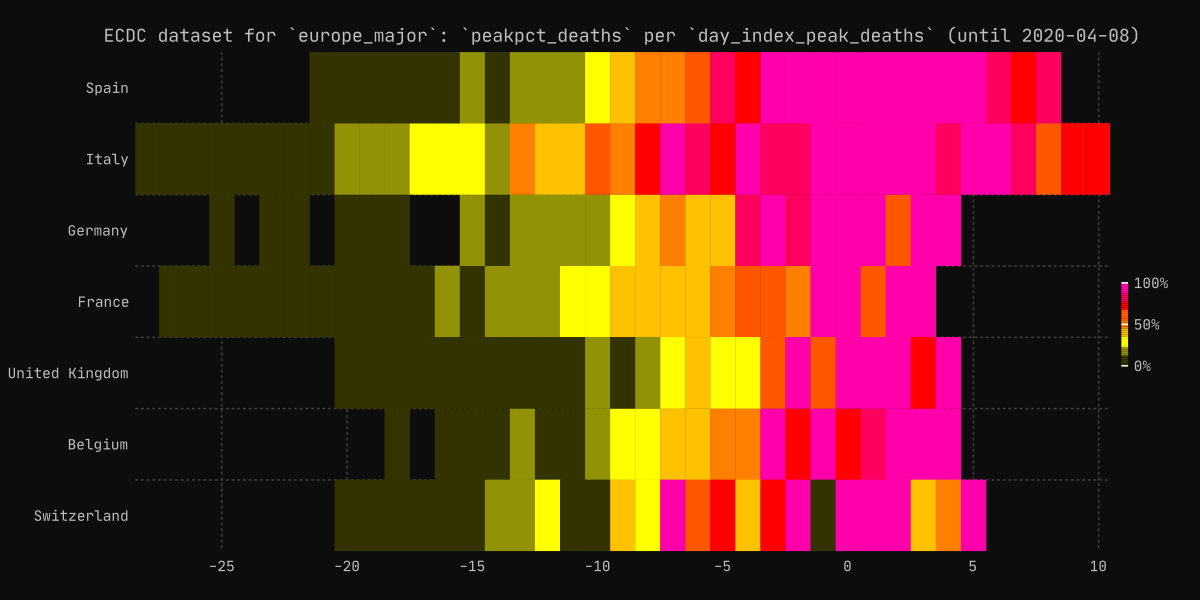 ECDC dataset for `europe_major`: `peakpct_deaths` per `day_index_peak_deaths` (until 2020-04-08)
Spain
Italy
Germany
France
United Kingdom
Belgium
Switzerland
100%
50%
0%
-25 -20 -15 -10 -5 0 5 10